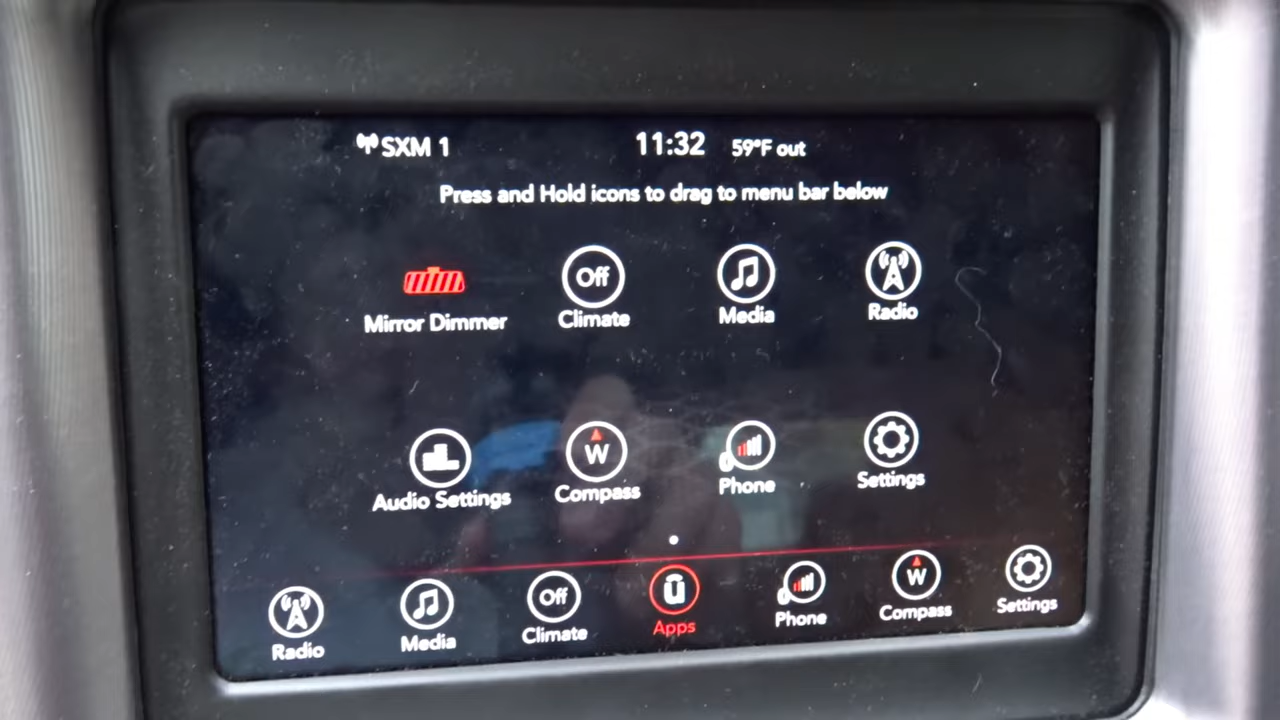 SXM 1 11:32 59°F out
Press and Hold icons to drag to menu bar below
Off
Mirror Dimmer Climate Media Radio
W
Audio Settings Compass Phone Settings
Off W
Radio Media Climate Apps Phone Compass Settings